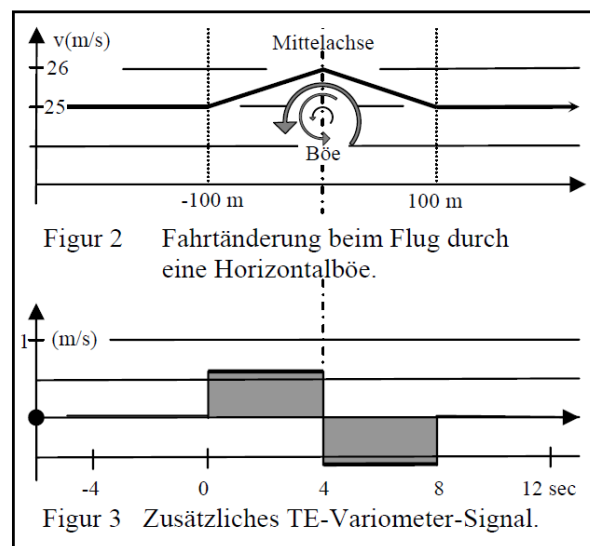 v(m/s)
Mittelachse
26
25
Böe
-100 m
100 m
Figur 2 Fahrtänderung beim Flug durch
eine Horizontalböe.
1
(m/s)
-4
0
4
8
12 sec
Figur 3 Zusätzliches TE-Variometer-Signal.